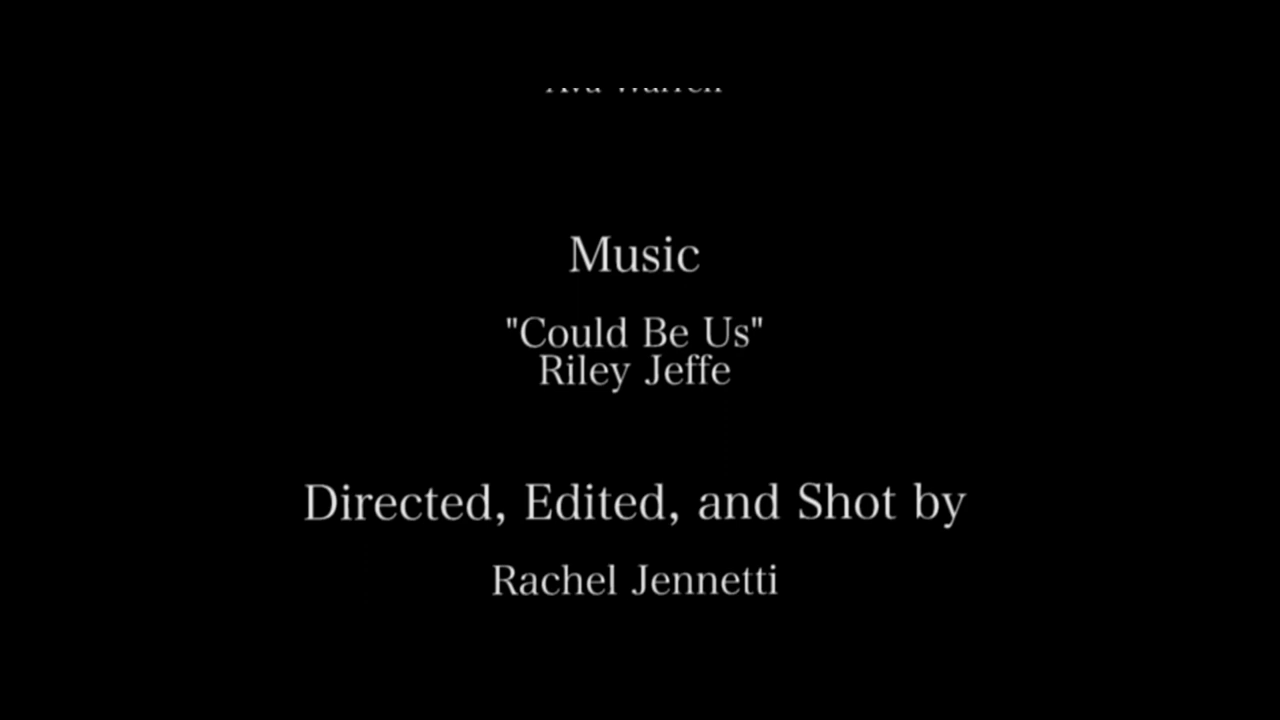 Music
"Could Be Us"
Riley Jeffe
Directed, Edited, and Shot by
Rachel Jennetti